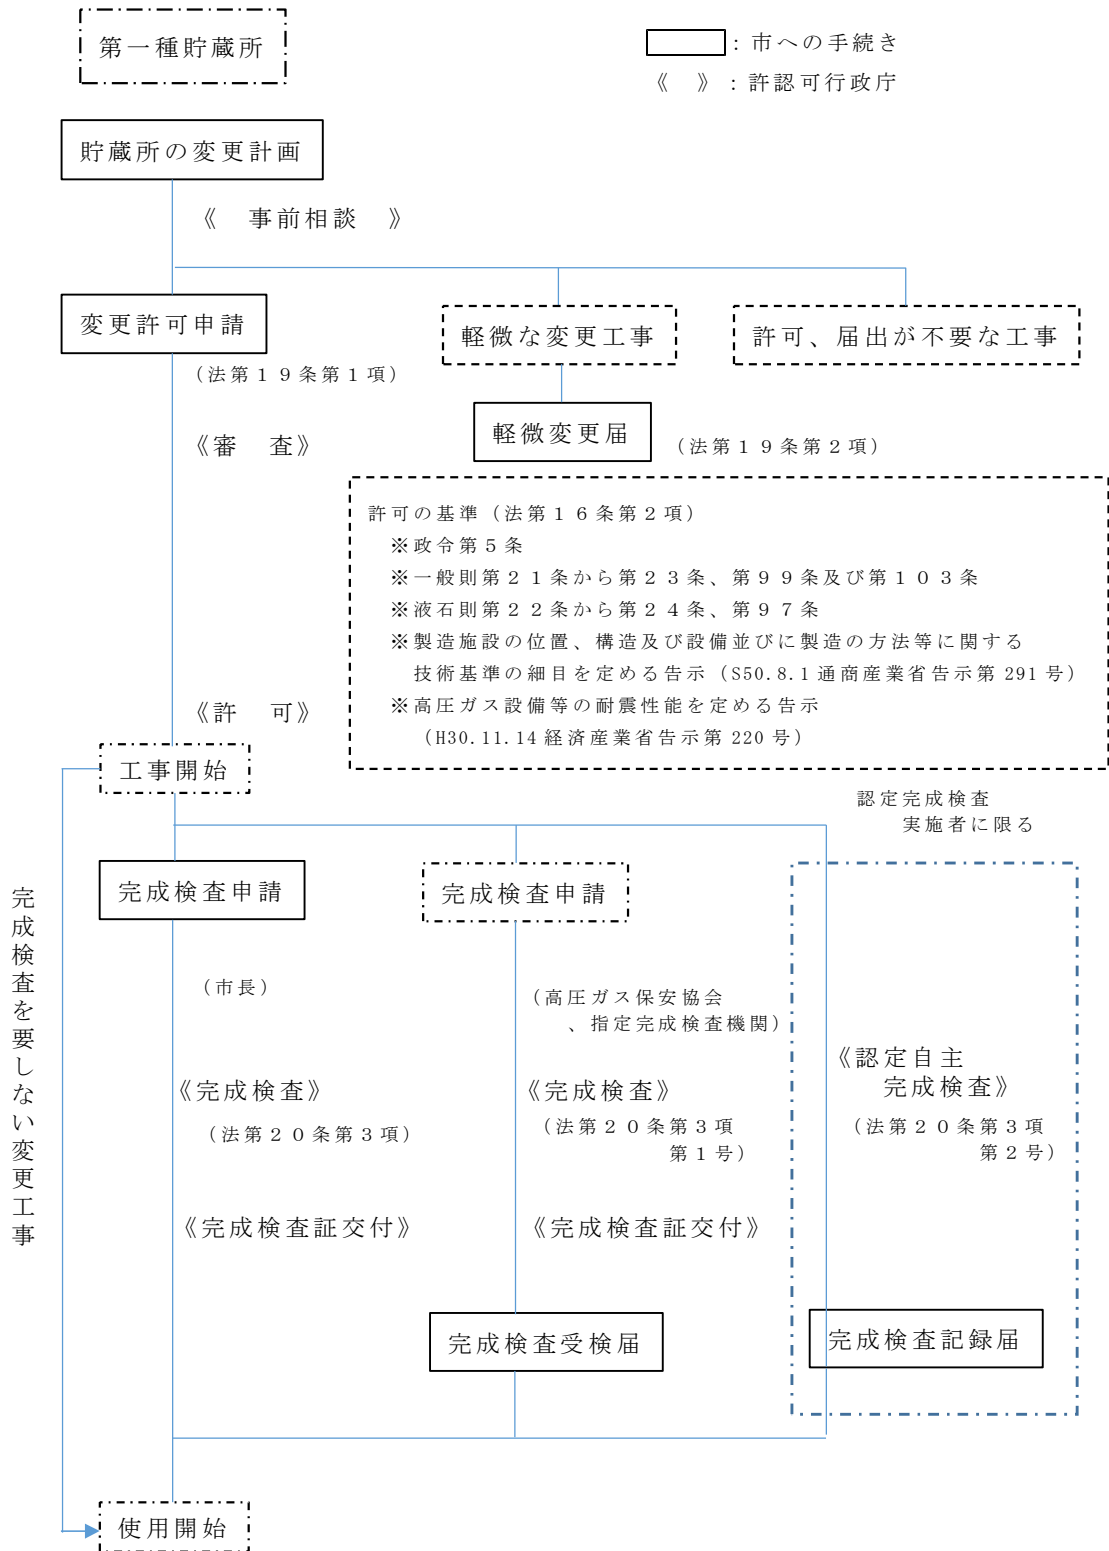 第一種貯蔵所
：市への手続き
《　》：許認可行政庁
貯蔵所の変更計画
《　事前相談　》
変更許可申請
軽微な変更工事
許可、届出が不要な工事
（法第１９条第１項）
軽微変更届
（法第１９条第２項）
《審　査》
許可の基準（法第１６条第２項）
※政令第５条
※一般則第２１条から第２３条、第９９条及び第１０３条
※液石則第２２条から第２４条、第９７条
※製造施設の位置、構造及び設備並びに製造の方法等に関する
技術基準の細目を定める告示（S50.8.1 通商産業省告示第 291 号）
※高圧ガス設備等の耐震性能を定める告示
（H30.11.14 経済産業省告示第 220 号）
《許　可》
工事開始
認定完成検査
実施者に限る
完成検査を要しない変更工事
完成検査申請
完成検査申請
（市長）
（高圧ガス保安協会
、指定完成検査機関）
《認定自主
完成検査》
《完成検査》
《完成検査》
（法第２０条第３項）
（法第２０条第３項
第１号）
（法第２０条第３項
第２号）
《完成検査証交付》
《完成検査証交付》
完成検査受検届
完成検査記録届
使用開始